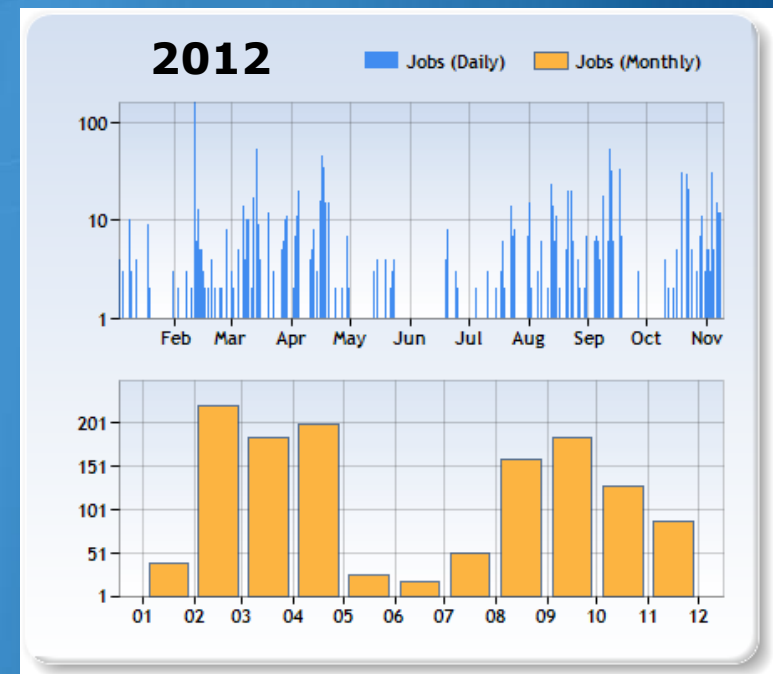 2012 Jobs (Daily) Jobs (Monthly)
100
10
1
Feb Mar Apr May Jun Jul Aug Sep Oct Nov
201
151
101
51
1
01 02 03 04 05 06 07 08 09 10 11 12